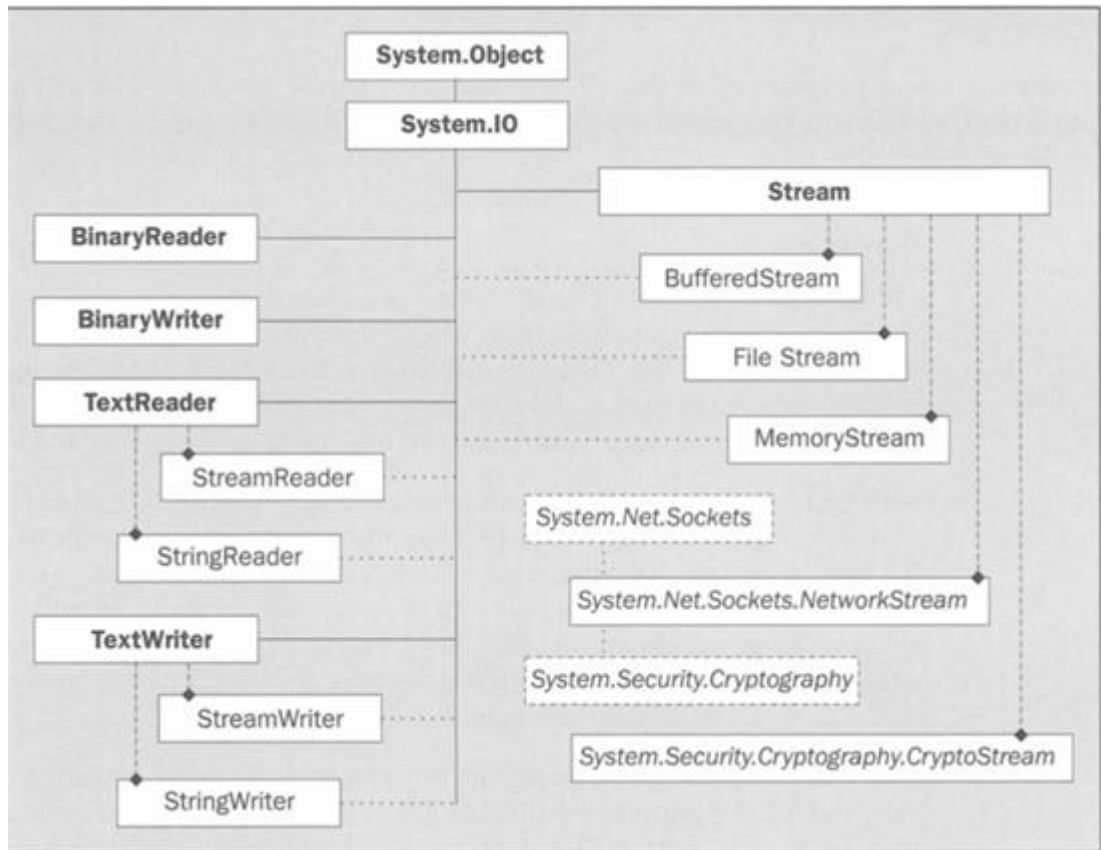 System.Object
System.IO
Stream
BinaryReader
BufferedStream
BinaryWriter
File Stream
TextReader
MemoryStream
StreamReader
System.Net.Sockets
StringReader
System.Net.Sockets.NetworkStream
TextWriter
System.Security.Cryptography
StreamWriter
System.Security.Cryptography.CryptoStream
StringWriter